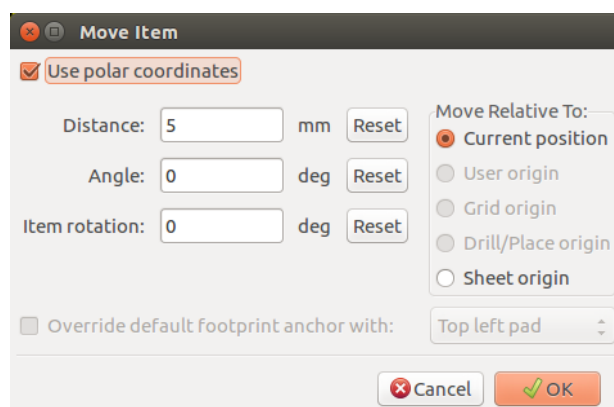 Move Item
Use polar coordinates
Distance: 5 mm Reset
Angle: 0 deg Reset
Item rotation: 0 deg Reset
Move Relative To:
Current position
User origin
Grid origin
Drill/Place origin
Sheet origin
Override default footprint anchor with: Top left pad
Cancel OK